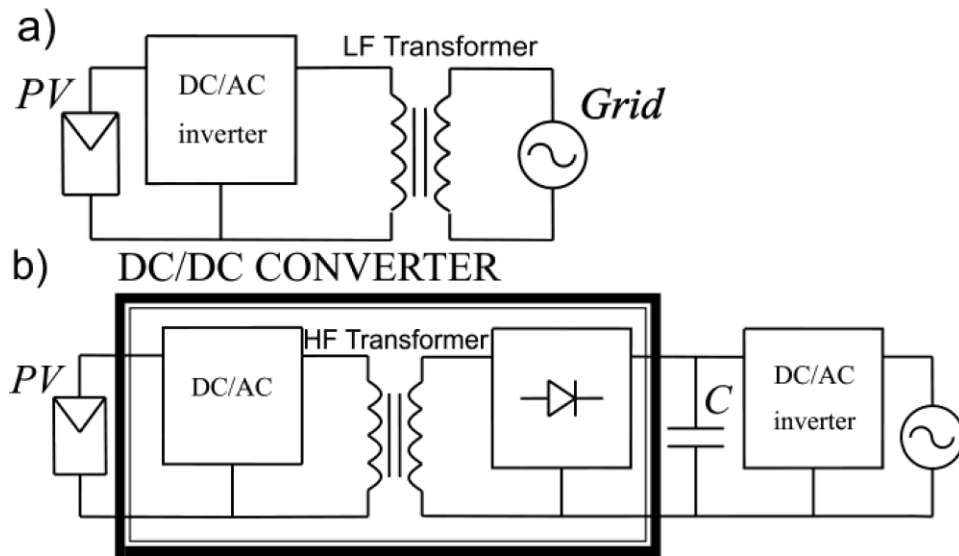 a)
LF Transformer
PV
DC/AC
inverter
Grid
b)
DC/DC CONVERTER
HF Transformer
PV
DC/AC
C
DC/AC
inverter